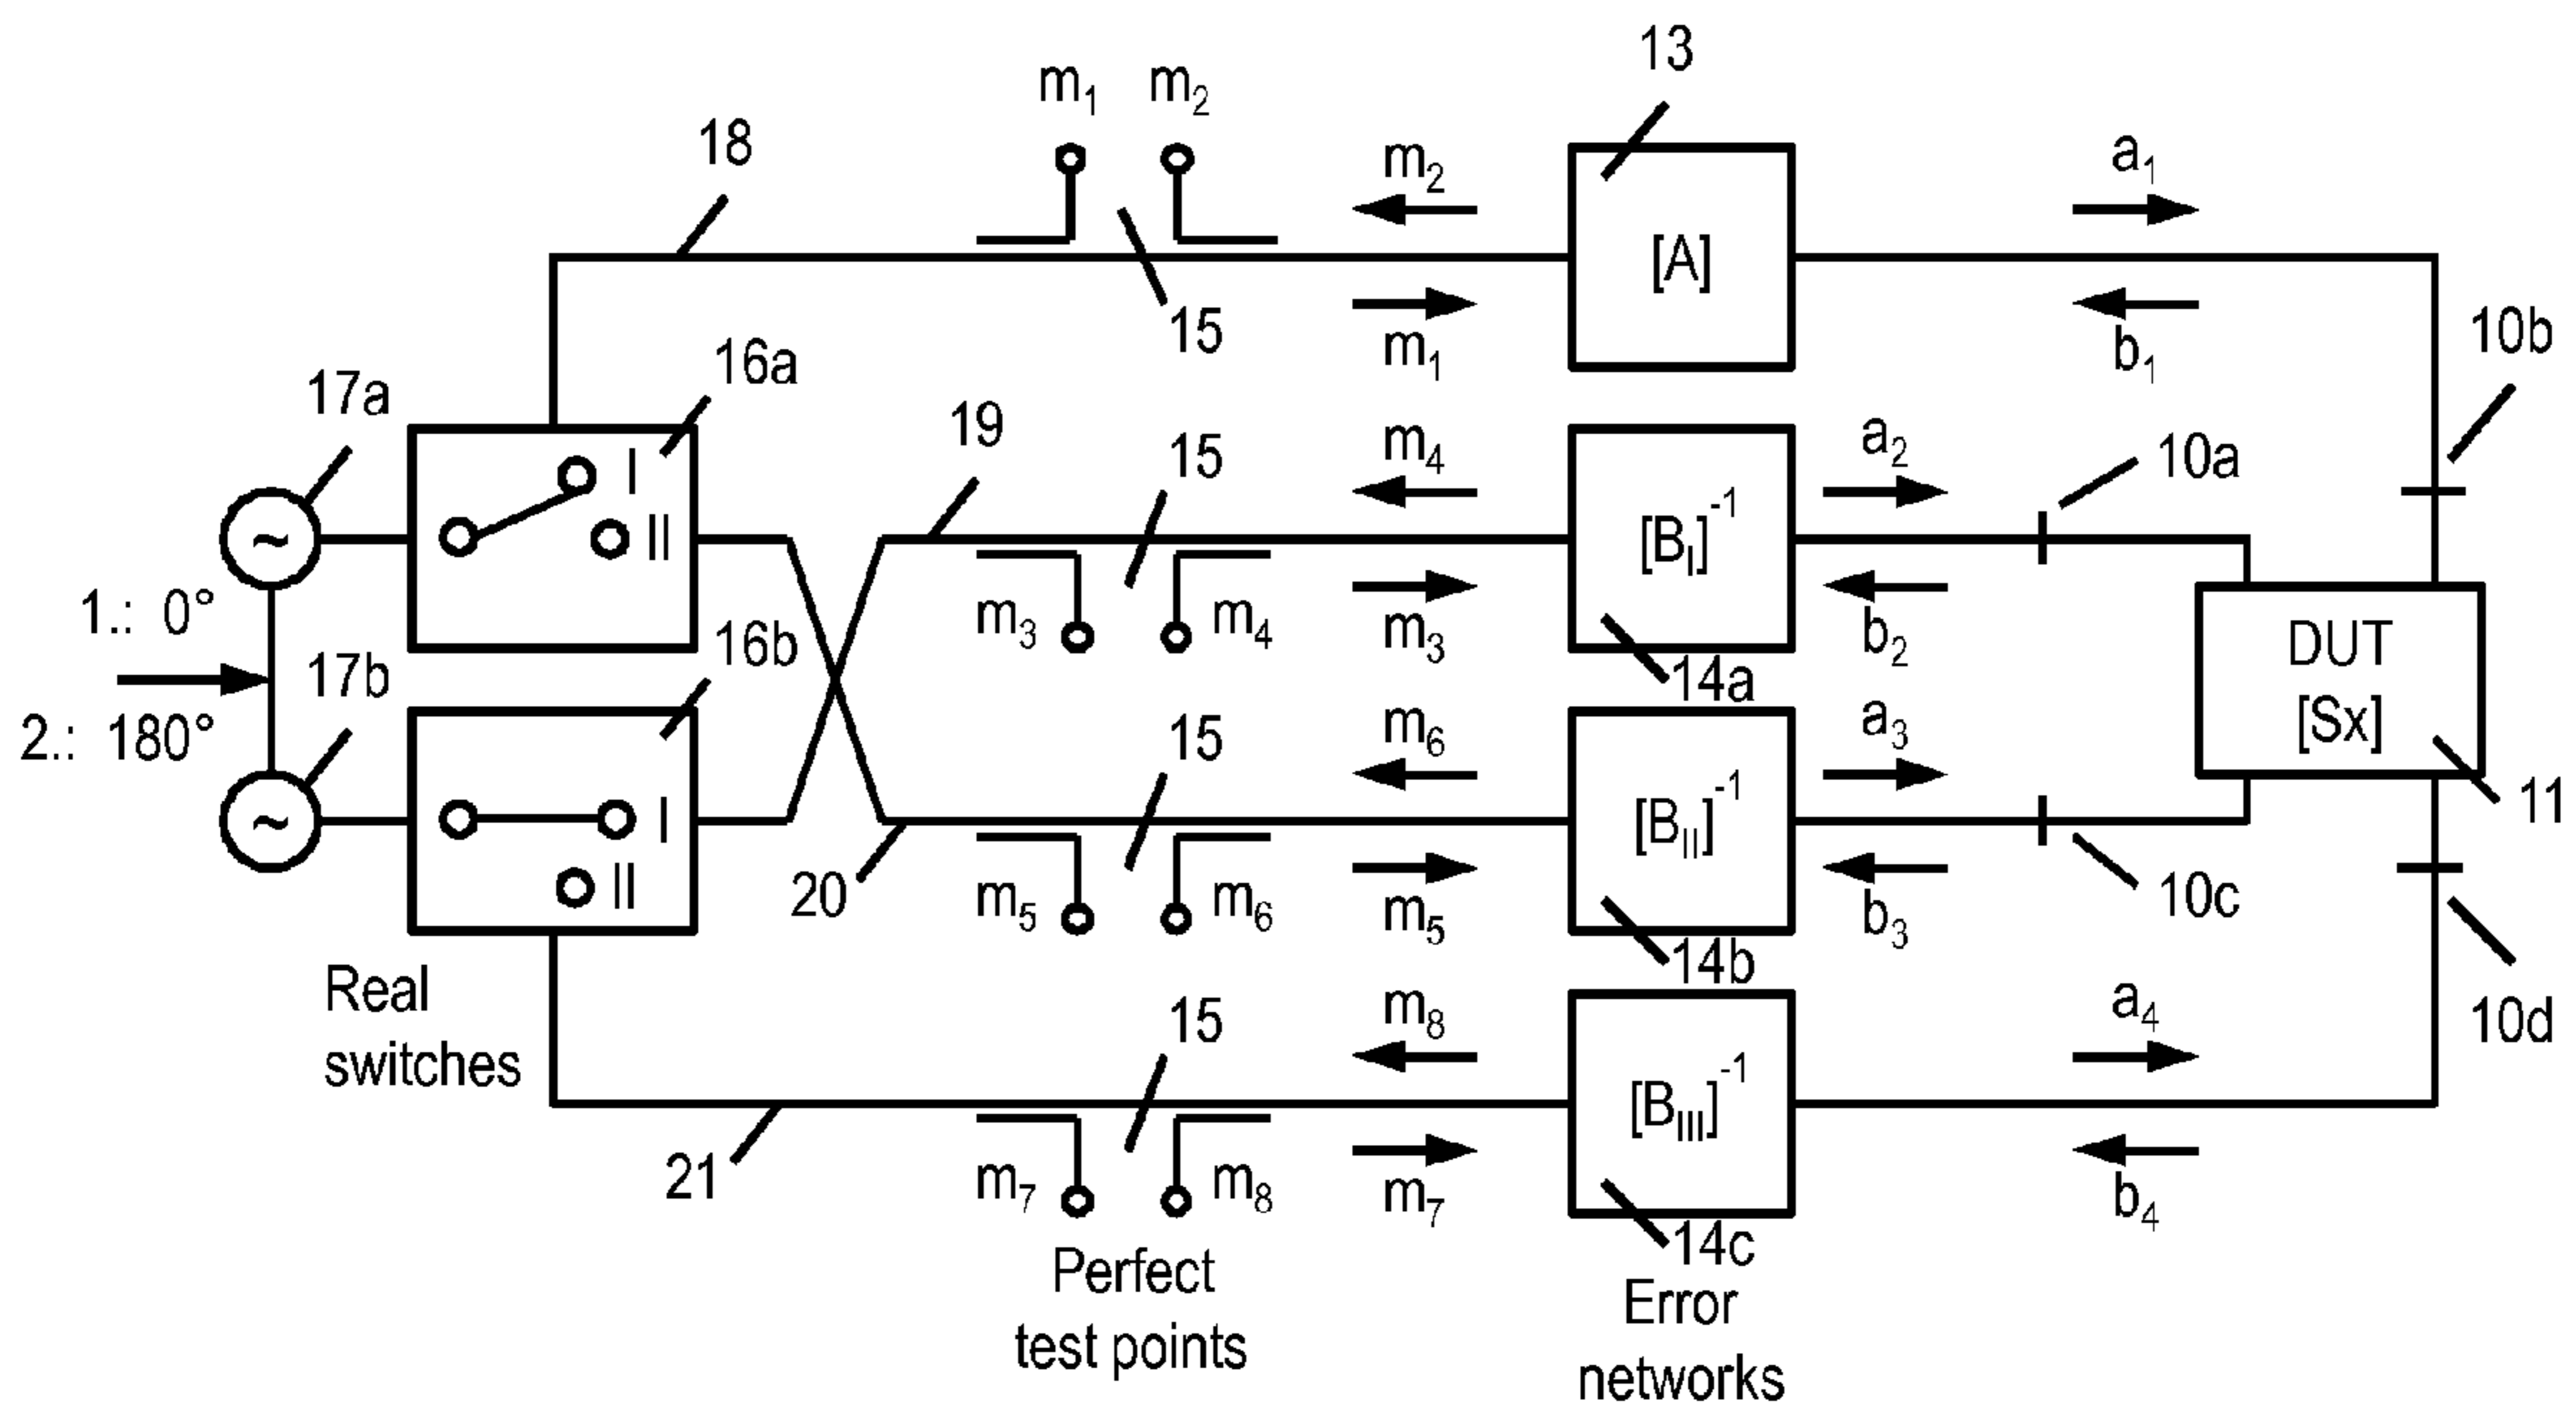 13
m₁ m₂
18
m₂
a₁
[A]
15
m₁
b₁
10b
16a
17a
I
II
19
15
m₄
a₂
10a
[B_I]⁻¹
1.: 0°
m₃
m₄
m₃
b₂
14a
DUT
[Sx]
16b
17b
2.: 180°
15
m₆
a₃
[B_II]⁻¹
11
I
II
20
m₅
m₆
m₅
b₃
10c
14b
Real
switches
15
m₈
a₄
10d
[B_III]⁻¹
21
m₇
m₈
m₇
b₄
14c
Perfect
test points
Error
networks